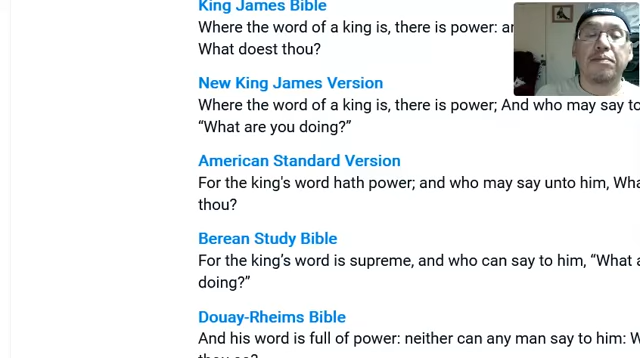 King James Bible
Where the word of a king is, there is power:
What doest thou?
New King James Version
Where the word of a king is, there is power; And who may say to
“What are you doing?”
American Standard Version
For the king's word hath power; and who may say unto him,
thou?
Berean Study Bible
For the king’s word is supreme, and who can say to him, “What
doing?”
Douay-Rheims Bible
And his word is full of power: neither can any man say to him: